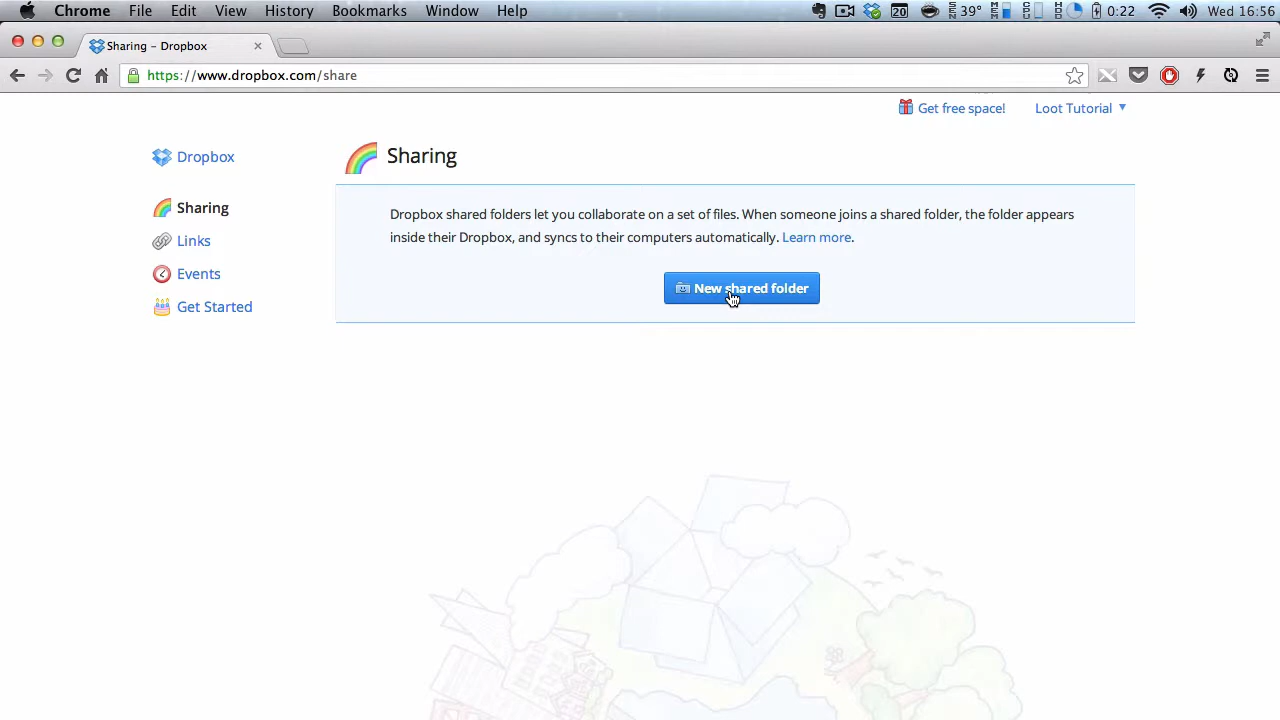 Chrome File Edit View History Bookmarks Window Help 20 39° 0:22 Wed 16:56
Sharing – Dropbox
https://www.dropbox.com/share
Get free space! Loot Tutorial
Dropbox
Sharing
Sharing
Links
Events
Get Started
Dropbox shared folders let you collaborate on a set of files. When someone joins a shared folder, the folder appears
inside their Dropbox, and syncs to their computers automatically. Learn more.
New shared folder